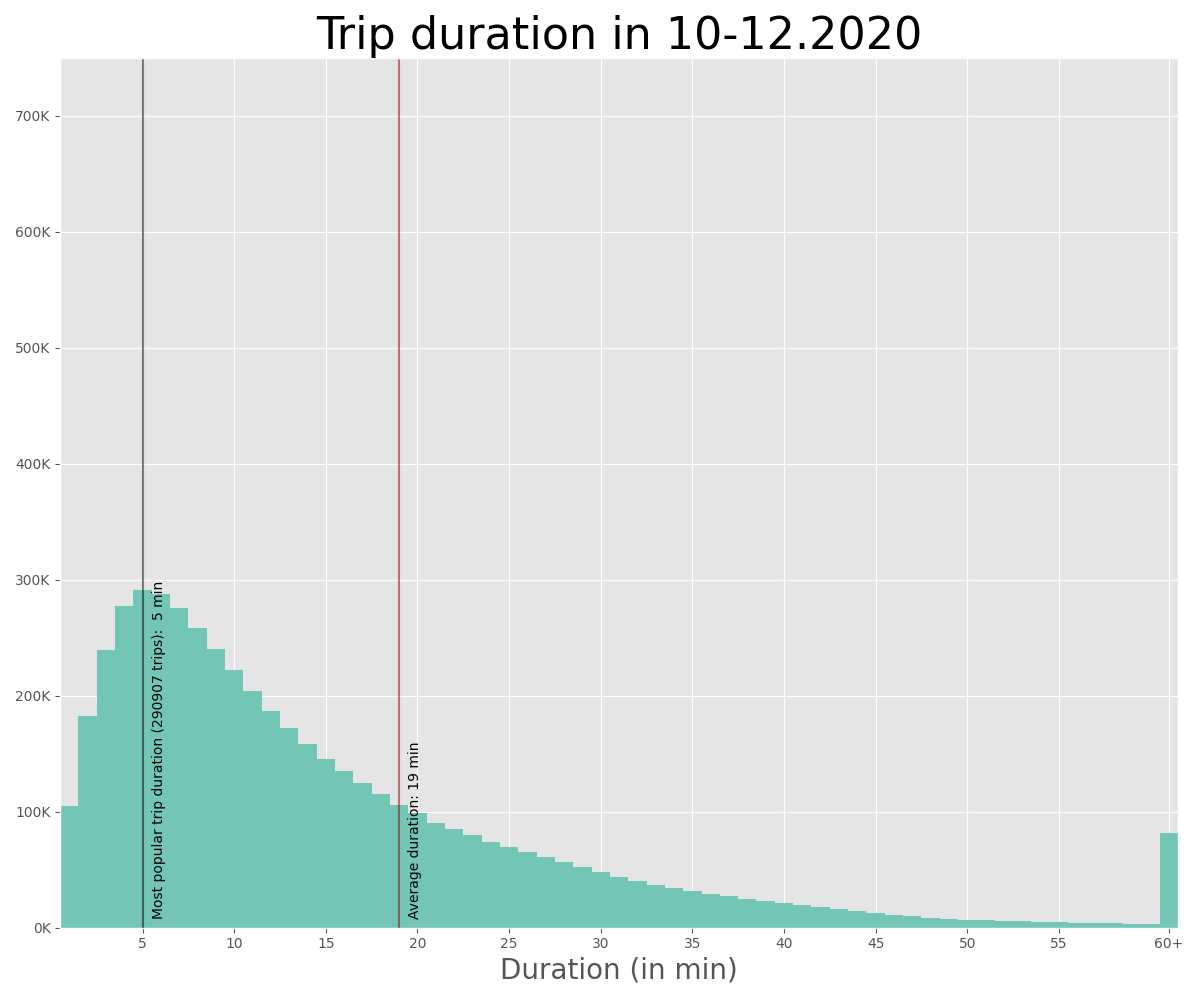 Trip duration in 10-12.2020
700K
600K
500K
400K
300K
200K
100K
0K
Most popular trip duration (290907 trips):  5 min
Average duration: 19 min
5 10 15 20 25 30 35 40 45 50 55 60+
Duration (in min)